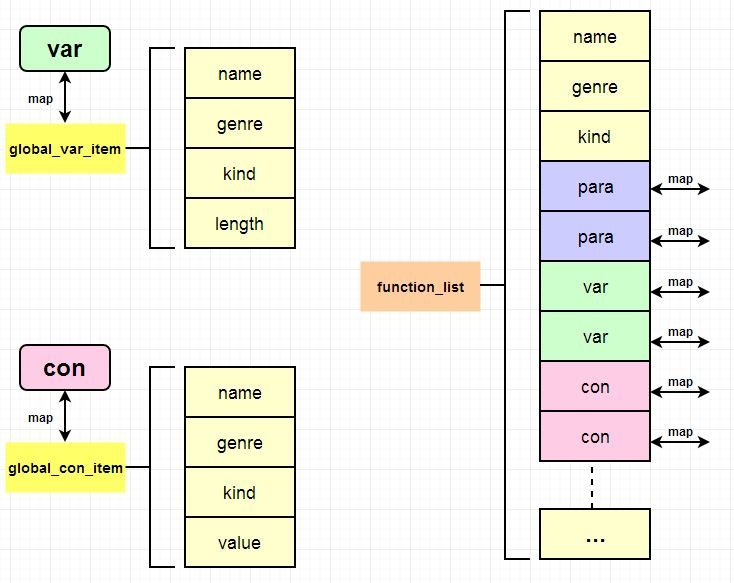 var
map
global_var_item
name
genre
kind
length
con
map
global_con_item
name
genre
kind
value
function_list
name
genre
kind
para
map
para
map
var
map
var
map
con
map
con
map
...